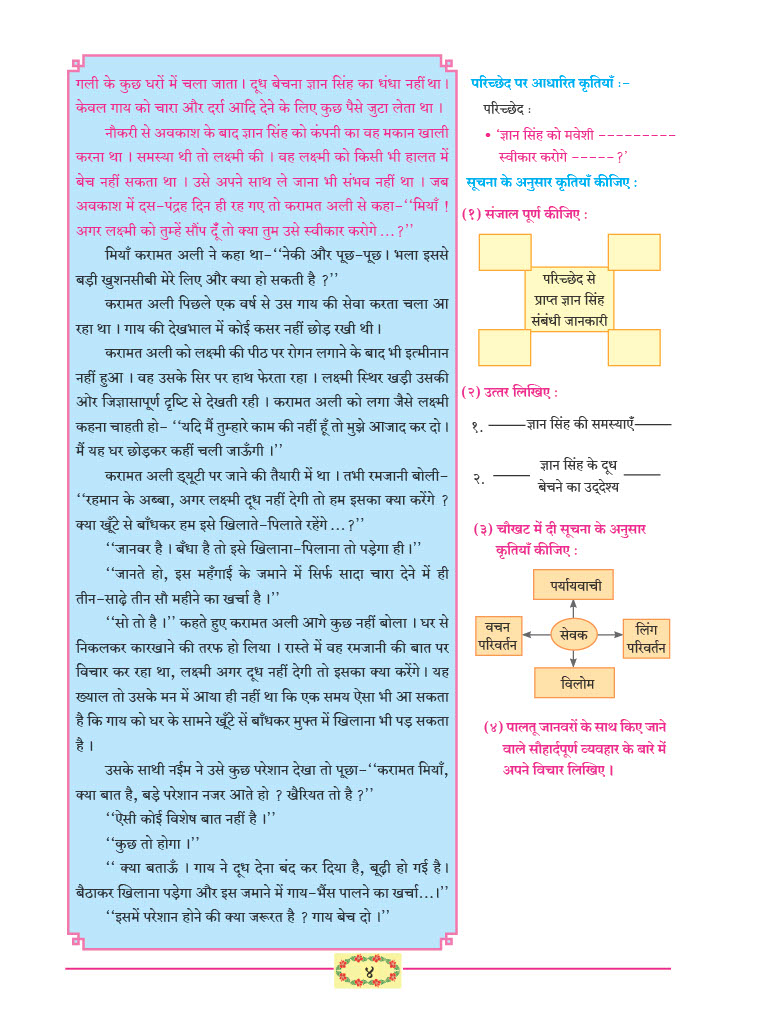 गली के कुछ घरों में चला जाता । दूध बेचना ज्ञान सिंह का धंधा नहीं था ।
केवल गाय को चारा और दर्रा आदि देने के लिए कुछ पैसे जुटा लेता था ।
नौकरी से अवकाश के बाद ज्ञान सिंह को कंपनी का वह मकान खाली
करना था । समस्या थी तो लक्ष्मी की । वह लक्ष्मी को किसी भी हालत में
बेच नहीं सकता था । उसे अपने साथ ले जाना भी संभव नहीं था । जब
अवकाश में दस-पंद्रह दिन ही रह गए तो करामत अली से कहा-‘‘मियाँ !
अगर लक्ष्मी को तुम्हें सौंप दूँ तो क्या तुम उसे स्वीकार करोगे ...?’’
मियाँ करामत अली ने कहा था-‘‘नेकी और पूछ-पूछ । भला इससे
बड़ी खुशनसीबी मेरे लिए और क्या हो सकती है ?’’
करामत अली पिछले एक वर्ष से उस गाय की सेवा करता चला आ
रहा था । गाय की देखभाल में कोई कसर नहीं छोड़ रखी थी ।
करामत अली को लक्ष्मी की पीठ पर रोगन लगाने के बाद भी इत्मीनान
नहीं हुआ । वह उसके सिर पर हाथ फेरता रहा । लक्ष्मी स्थिर खड़ी उसकी
ओर जिज्ञासापूर्ण दृष्टि से देखती रही । करामत अली को लगा जैसे लक्ष्मी
कहना चाहती हो- ‘‘यदि मैं तुम्हारे काम की नहीं हूँ तो मुझे आजाद कर दो ।
मैं यह घर छोड़कर कहीं चली जाऊँगी ।’’
करामत अली ड्यूटी पर जाने की तैयारी में था । तभी रमजानी बोली-
‘‘रहमान के अब्बा, अगर लक्ष्मी दूध नहीं देगी तो हम इसका क्या करेंगे ?
क्या खूँटे से बाँधकर हम इसे खिलाते-पिलाते रहेंगे ...?’’
‘‘जानवर है । बँधा है तो इसे खिलाना-पिलाना तो पड़ेगा ही ।’’
‘‘जानते हो, इस महँगाई के जमाने में सिर्फ सादा चारा देने में ही
तीन-साढ़े तीन सौ महीने का खर्चा है ।’’
‘‘सो तो है ।’’ कहते हुए करामत अली आगे कुछ नहीं बोला । घर से
निकलकर कारखाने की तरफ हो लिया । रास्ते में वह रमजानी की बात पर
विचार कर रहा था, लक्ष्मी अगर दूध नहीं देगी तो इसका क्या करेंगे । यह
ख्याल तो उसके मन में आया ही नहीं था कि एक समय ऐसा भी आ सकता
है कि गाय को घर के सामने खूँटे सें बाँधकर मुफ्त में खिलाना भी पड़ सकता
है ।
उसके साथी नईम ने उसे कुछ परेशान देखा तो पूछा-‘‘करामत मियाँ,
क्या बात है, बड़े परेशान नजर आते हो ? खैरियत तो है ?’’
‘‘ऐसी कोई विशेष बात नहीं है ।’’
‘‘कुछ तो होगा ।’’
‘‘ क्या बताऊँ । गाय ने दूध देना बंद कर दिया है, बूढ़ी हो गई है ।
बैठाकर खिलाना पड़ेगा और इस जमाने में गाय-भैंस पालने का खर्चा...।’’
‘‘इसमें परेशान होने की क्या जरूरत है ? गाय बेच दो ।’’
परिच्छेद पर आधारित कृतियाँ :-
परिच्छेद :
• ‘ज्ञान सिंह को मवेशी ---------
स्वीकार करोगे -----?’
सूचना के अनुसार कृतियाँ कीजिए :
(१) संजाल पूर्ण कीजिए :
परिच्छेद से
प्राप्त ज्ञान सिंह
संबंधी जानकारी
(२) उत्तर लिखिए :
१. ——ज्ञान सिंह की समस्याएँ——
ज्ञान सिंह के दूध
२. —— ——
बेचने का उद्देश्य
(३) चौखट में दी सूचना के अनुसार
कृतियाँ कीजिए :
पर्यायवाची
वचन
परिवर्तन
सेवक
लिंग
परिवर्तन
विलोम
(४) पालतू जानवरों के साथ किए जाने
वाले सौहार्दपूर्ण व्यवहार के बारे में
अपने विचार लिखिए ।
४